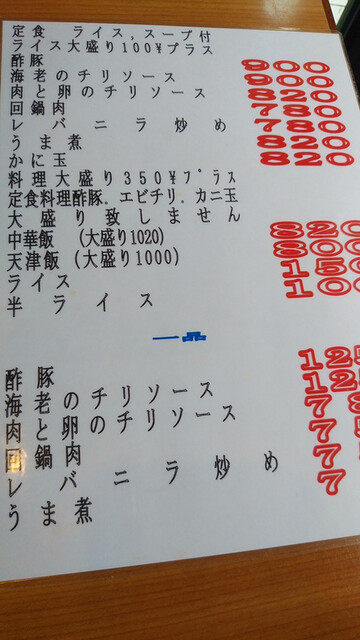 定食 ライス,スープ付
ライス大盛り100¥プラス
酢豚 900
海老のチリソース 900
肉と卵のチリソース 820
回鍋肉 780
レバニラ炒め 780
うま煮 820
かに玉 820
料理大盛り350¥プラス
定食料理酢豚.エビチリ.カニ玉
大盛り致しません
中華飯 (大盛り1020) 820
天津飯 (大盛り1000) 800
ライス 150
半ライス 100
一品
酢豚
海老のチリソース
肉と卵のチリソース
回鍋肉
レバニラ炒め
うま煮